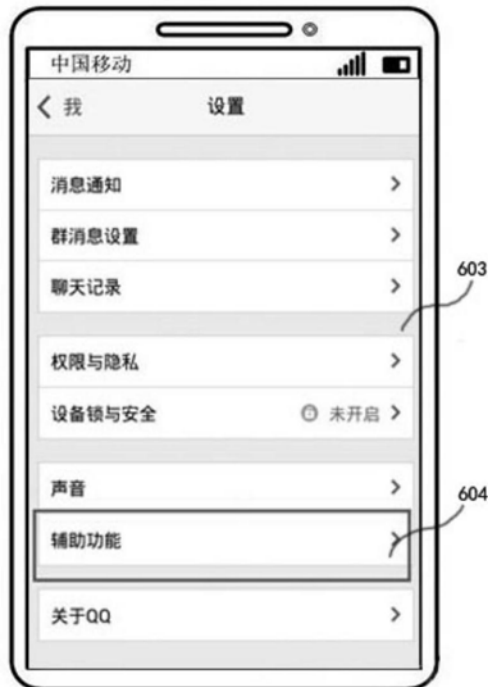 中国移动
我 设置
消息通知
群消息设置
聊天记录
603
权限与隐私
设备锁与安全 未开启
声音
604
辅助功能
关于QQ